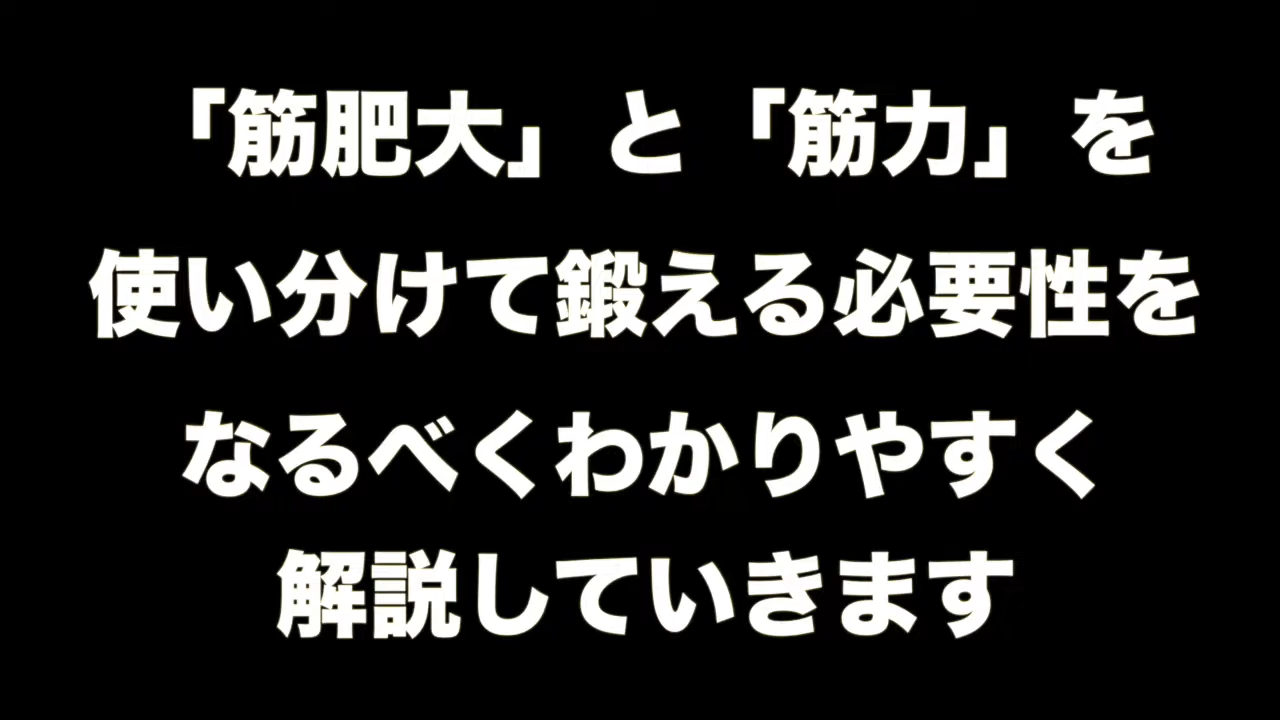 「筋肥大」と「筋力」を
使い分けて鍛える必要性を
なるべくわかりやすく
解説していきます